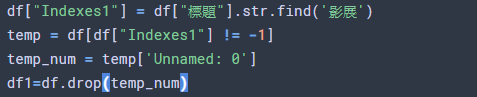 df["Indexes1"] = df["標題"].str.find('影展')
temp = df[df["Indexes1"] != -1]
temp_num = temp['Unnamed: 0']
df1=df.drop(temp_num)